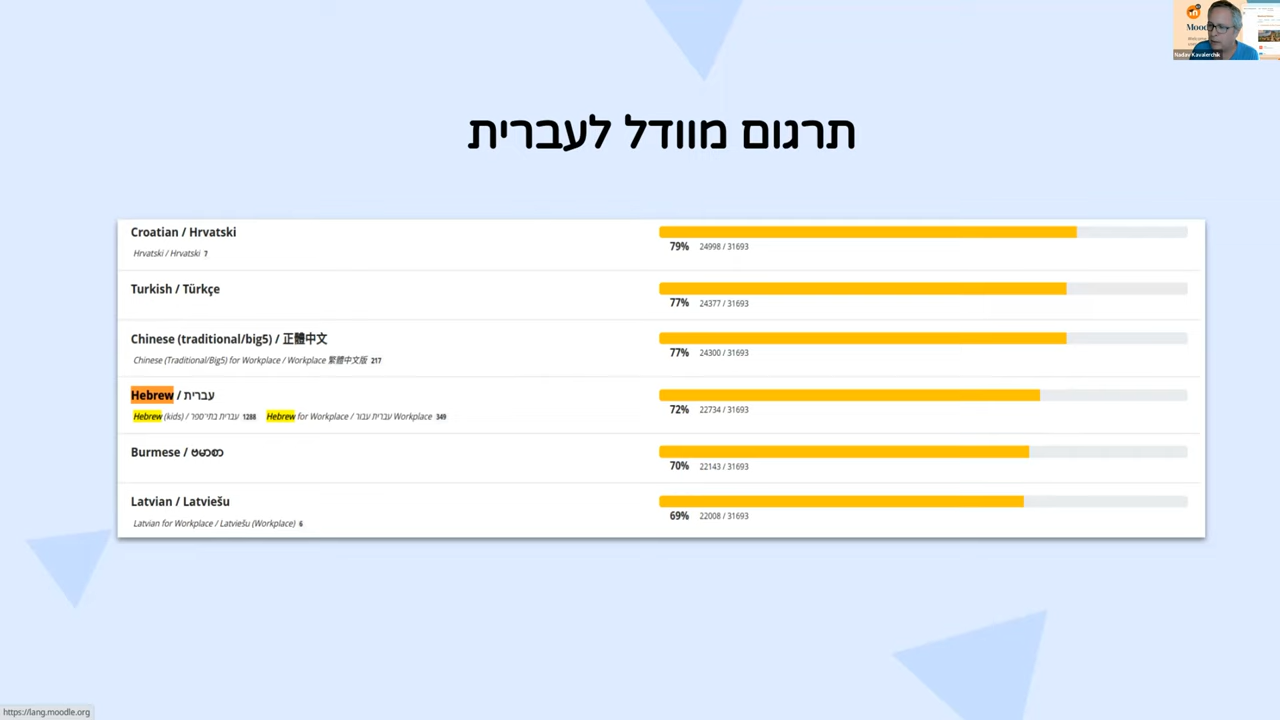 Nadav Kavalerchik
תרגום מוודל לעברית
Croatian / Hrvatski
79% 24998 / 31693
Hrvatski / Hrvatski 7
Turkish / Türkçe
77% 24377 / 31693
Chinese (traditional/big5) / 正體中文
77% 24300 / 31693
Chinese (Traditional/Big5) for Workplace / Workplace 繁體中文版 217
Hebrew / עברית
72% 22734 / 31693
Hebrew (kids) / עברית בתי־ספר 1288 Hebrew for Workplace / עברית עבור Workplace 349
Burmese / ဗမာစာ
70% 22143 / 31693
Latvian / Latviešu
69% 22008 / 31693
Latvian for Workplace / Latviešu (Workplace) 6
https://lang.moodle.org